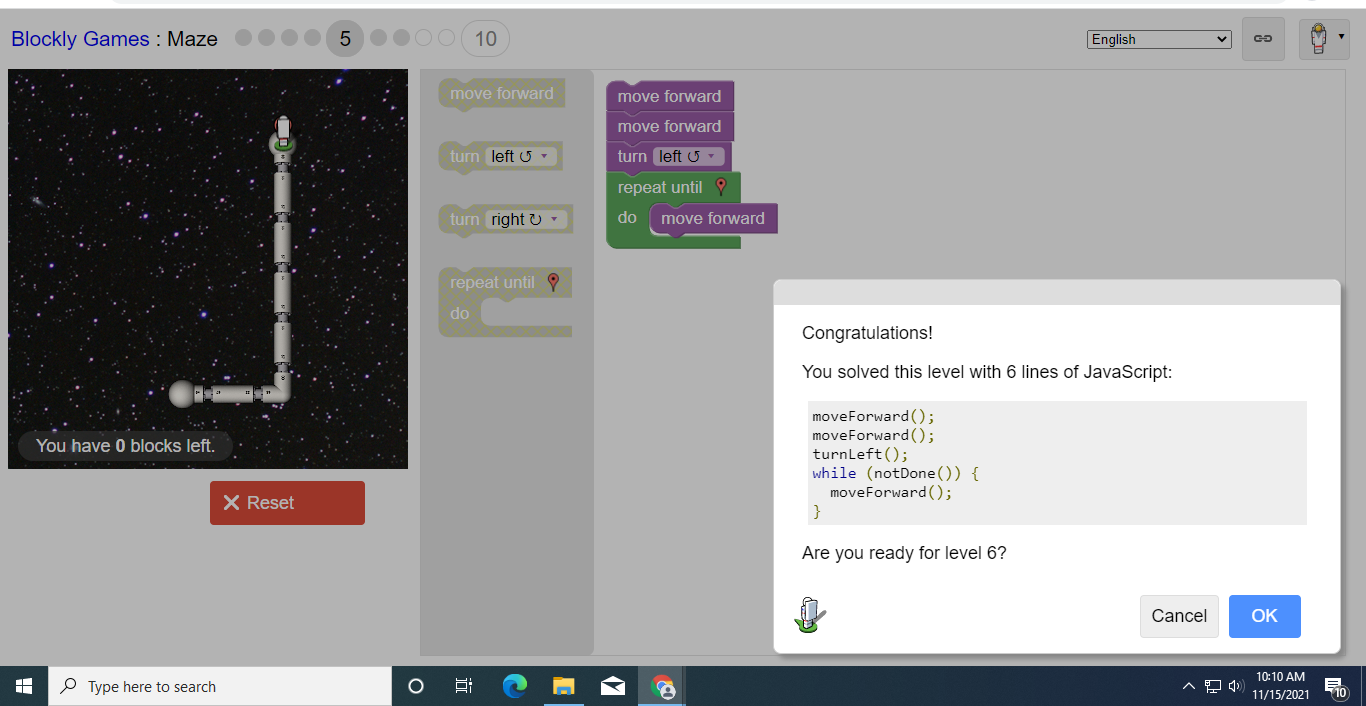 Blockly Games : Maze 5 10 English
move forward
turn left ↺
turn right ↻
repeat until
do
move forward
move forward
turn left ↺
repeat until
do move forward
You have 0 blocks left.
Reset
Congratulations!
You solved this level with 6 lines of JavaScript:
moveForward();
moveForward();
turnLeft();
while (notDone()) {
  moveForward();
}
Are you ready for level 6?
Cancel OK
Type here to search
10:10 AM
11/15/2021
10